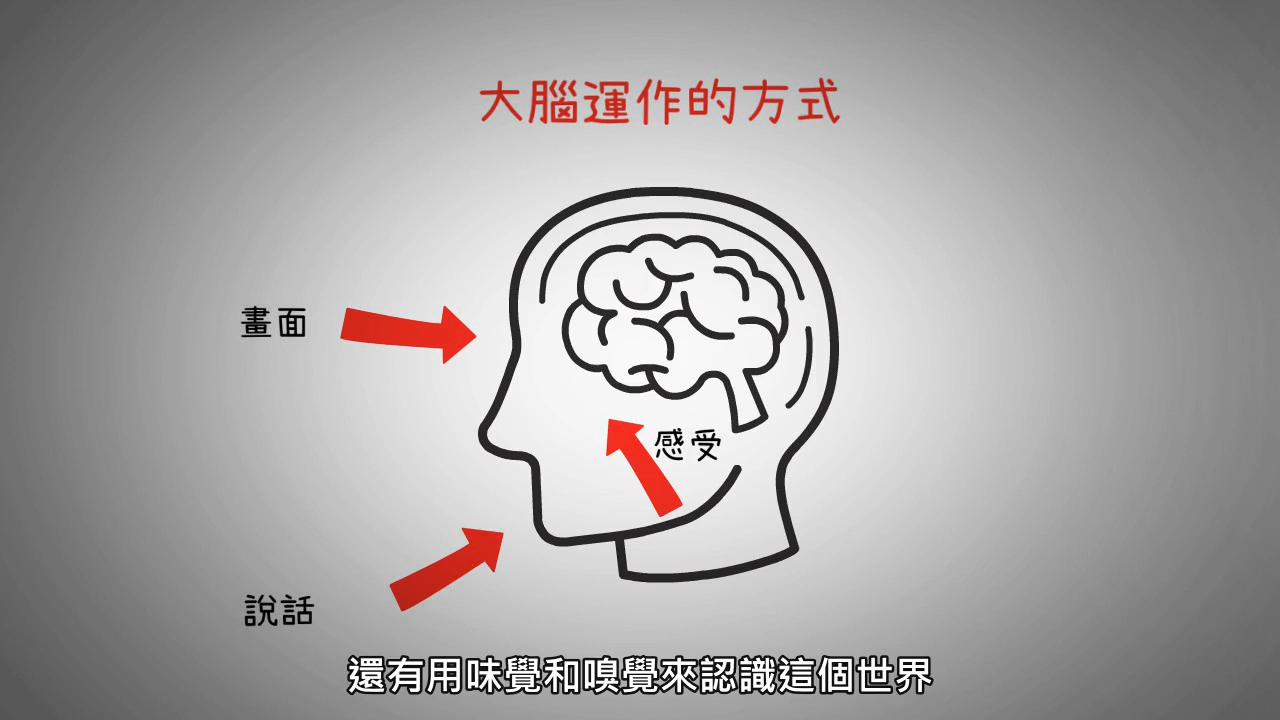 大腦運作的方式
畫面
感受
說話
還有用味覺和嗅覺來認識這個世界